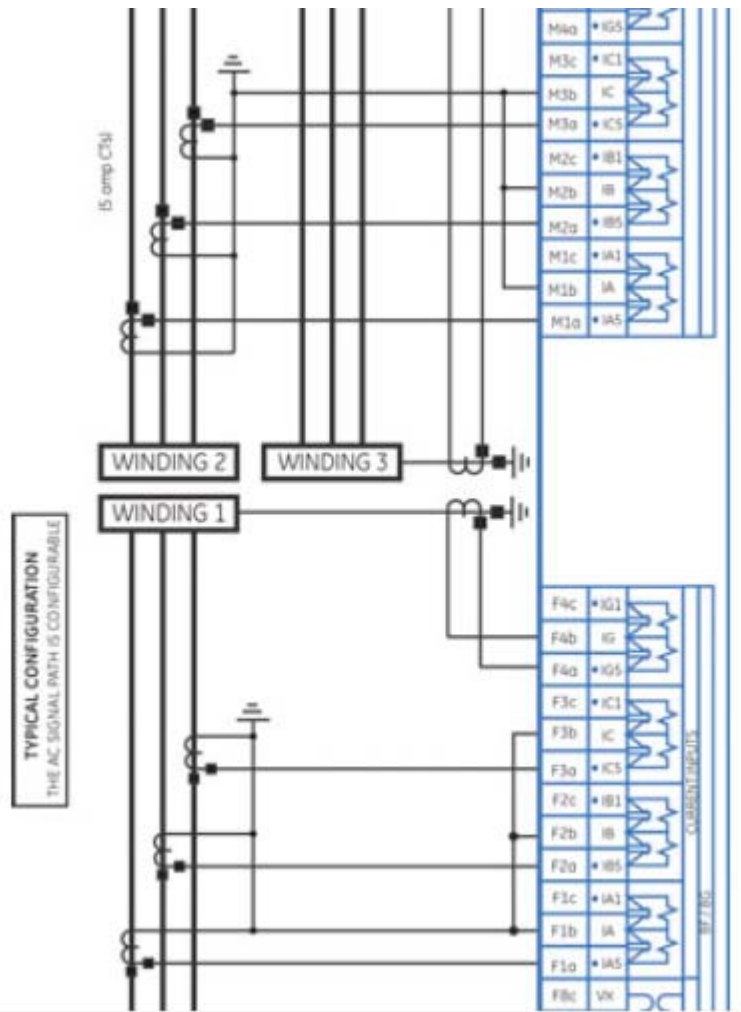 M4a • IG5
M3c • IC1
M3b IC
M3a • IC5
M2c • IB1
M2b IB
M2a • IB5
M1c • IA1
M1b IA
M1a • IA5
(5 amp CTs)
WINDING 2
WINDING 3
WINDING 1
TYPICAL CONFIGURATION
THE AC SIGNAL PATH IS CONFIGURABLE
F4c • IG1
F4b IG
F4a • IG5
F3c • IC1
F3b IC
F3a • IC5
F2c • IB1
F2b IB
F2a • IB5
F1c • IA1
F1b IA
F1a • IA5
F8c VX
CURRENT INPUTS
8F / 8G